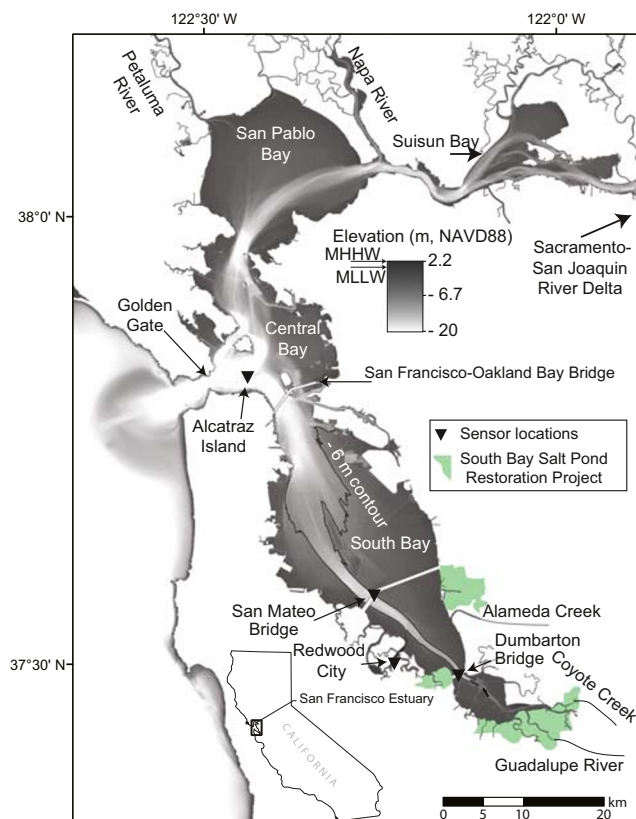 122°30' W
122°0' W
Petaluma
River
Napa River
San Pablo
Bay
Suisun Bay
38°0' N
Elevation (m, NAVD88)
MHHW
MLLW
2.2
- 6.7
- 20
Sacramento-
San Joaquin
River Delta
Golden
Gate
Central
Bay
San Francisco-Oakland Bay Bridge
Alcatraz
Island
Sensor locations
South Bay Salt Pond
Restoration Project
- 6 m contour
South Bay
San Mateo
Bridge
Alameda Creek
Redwood
City
Dumbarton
Bridge
37°30' N
Coyote Creek
San Francisco Estuary
CALIFORNIA
Guadalupe River
0 5 10 20 km